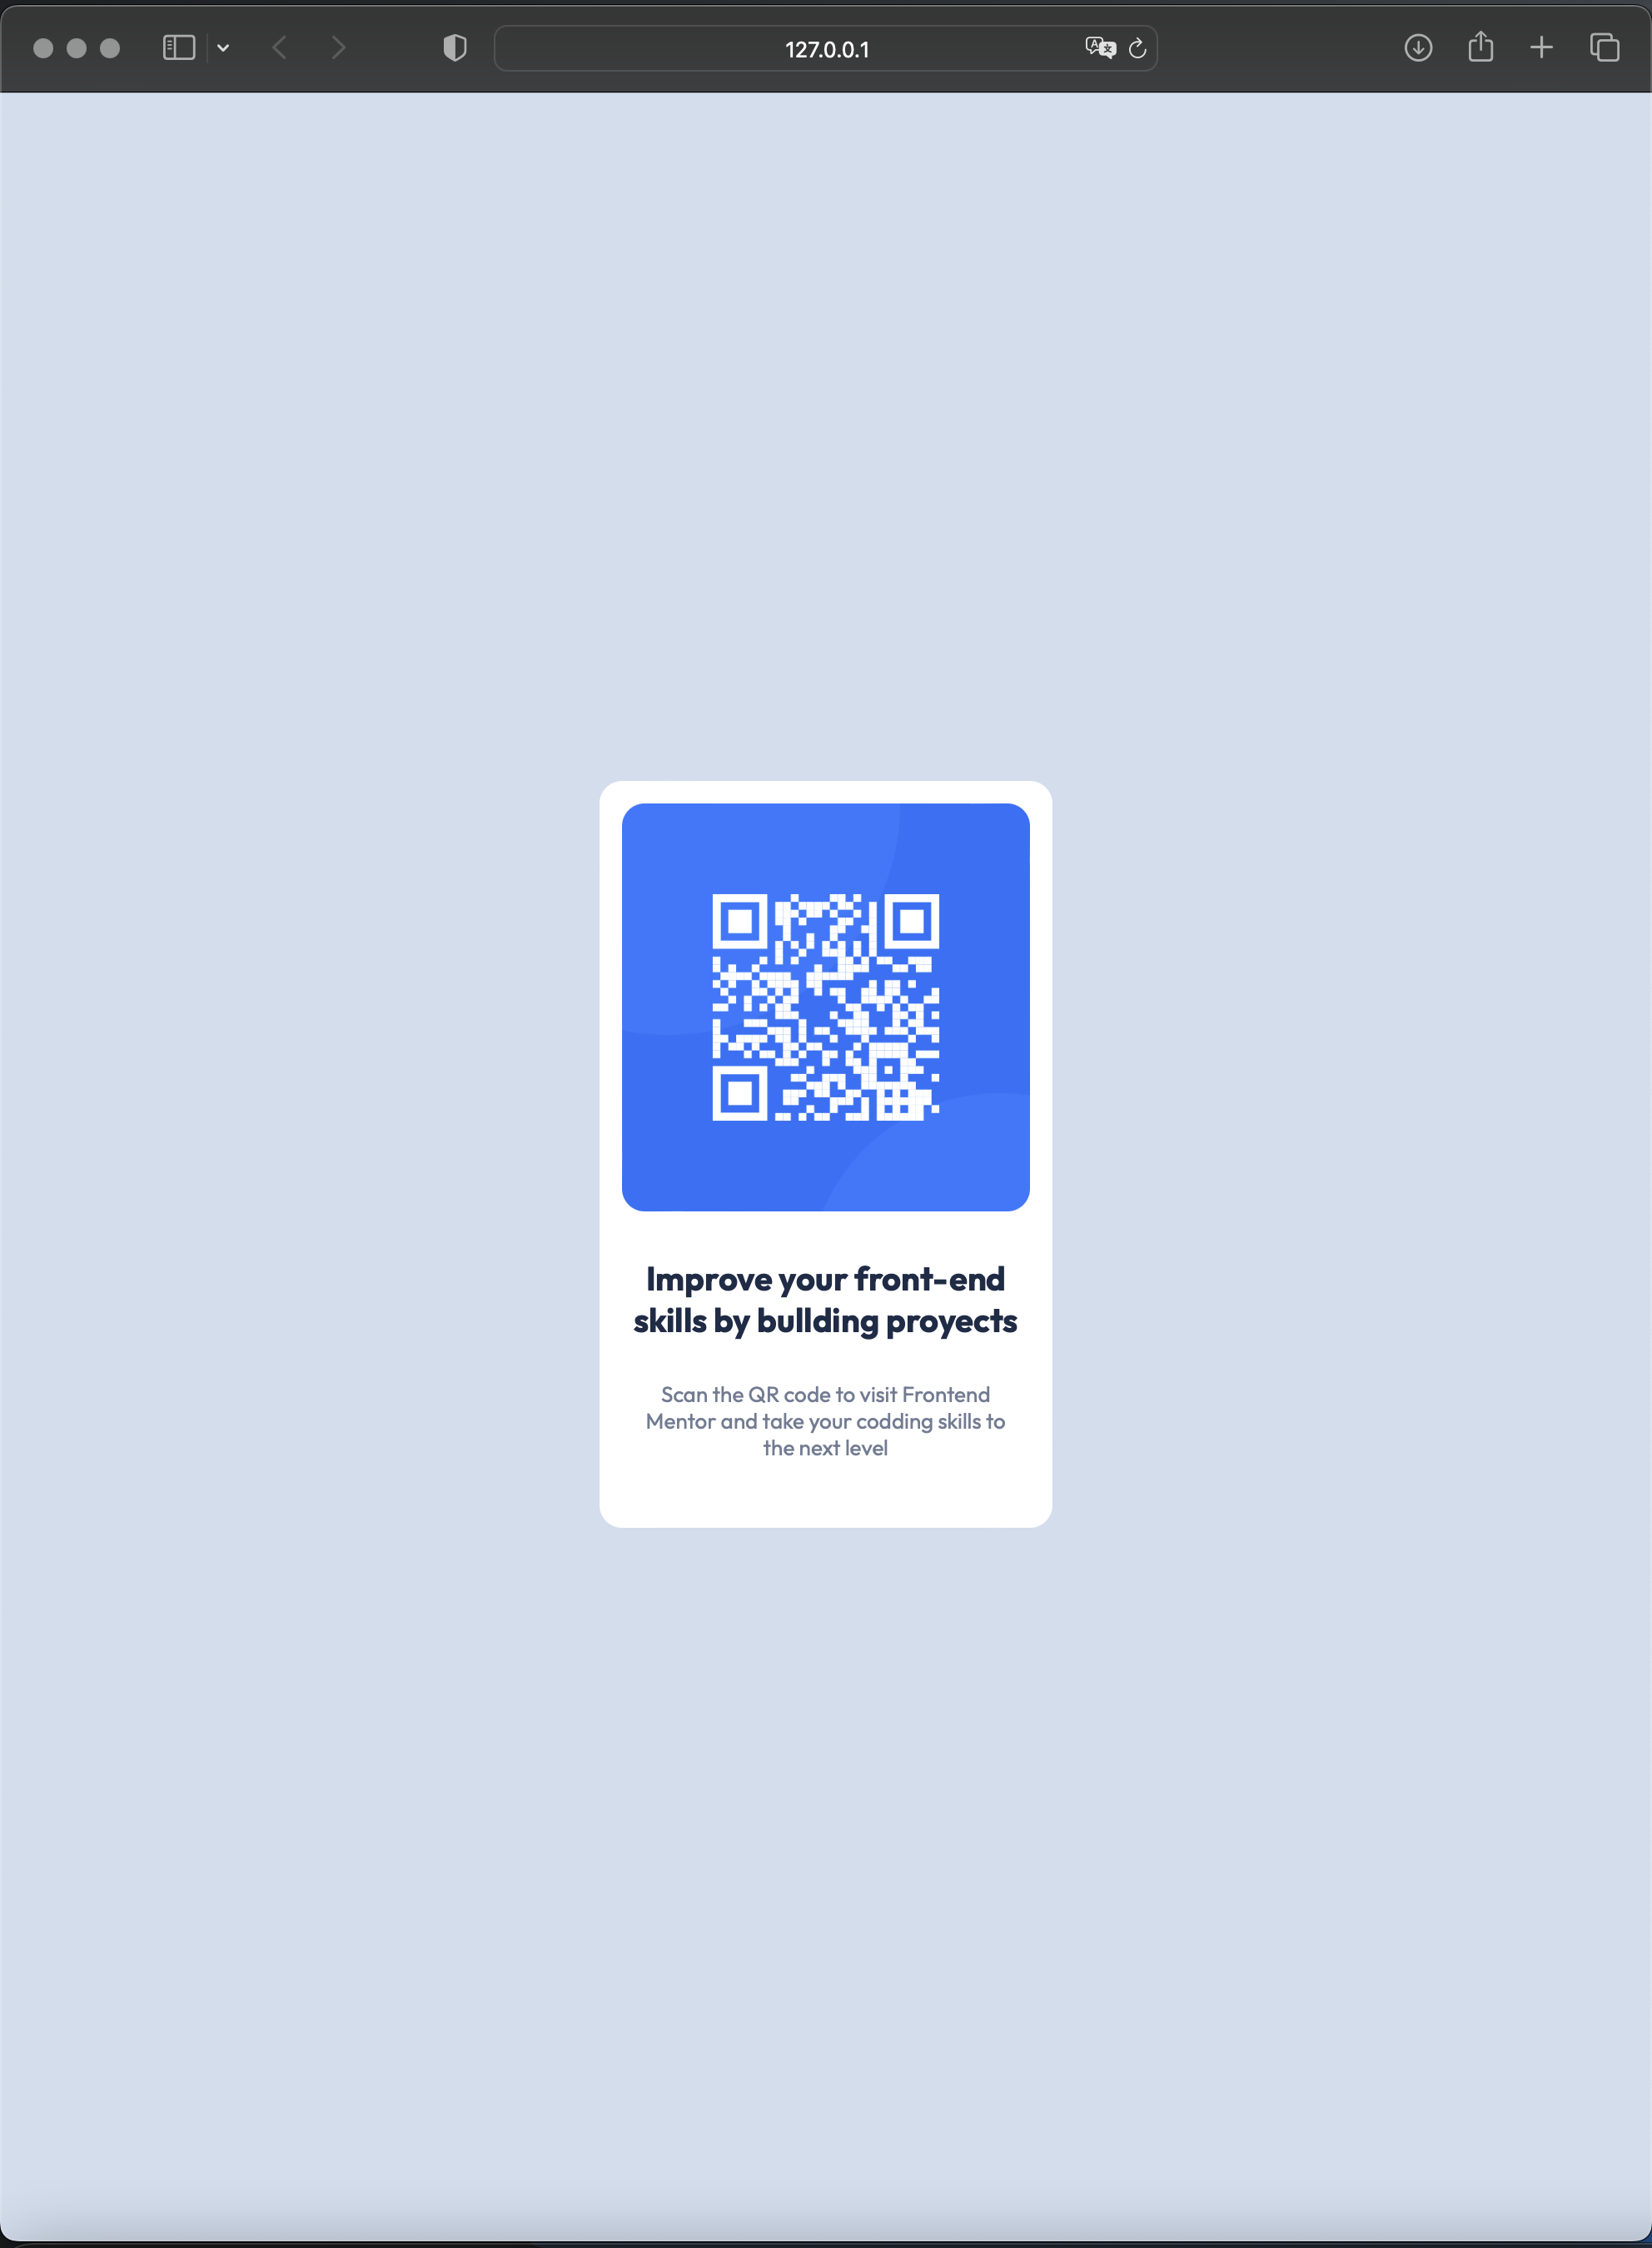 127.0.0.1
Improve your front-end
skills by bullding proyects
Scan the QR code to visit Frontend
Mentor and take your codding skills to
the next level